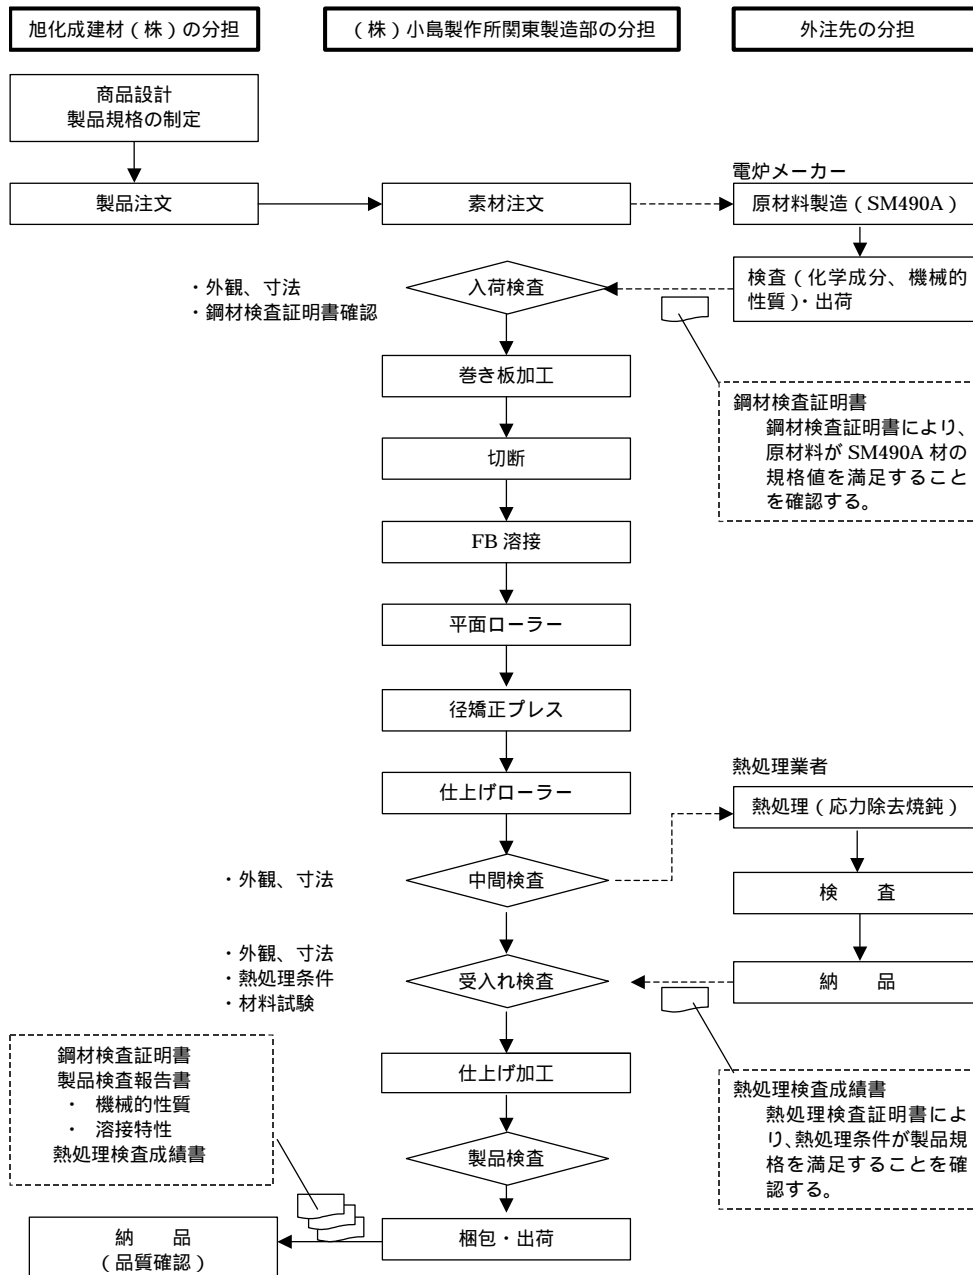 旭化成建材(株)の分担
(株)小島製作所関東製造部の分担
外注先の分担
商品設計
製品規格の制定
電炉メーカー
製品注文
素材注文
原材料製造(SM490A)
・外観、寸法
・鋼材検査証明書確認
入荷検査
検査(化学成分、機械的
性質)・出荷
巻き板加工
鋼材検査証明書
鋼材検査証明書により、
原材料が SM490A 材の
規格値を満足すること
を確認する。
切断
FB 溶接
平面ローラー
径矯正プレス
仕上げローラー
熱処理業者
熱処理(応力除去焼鈍)
・外観、寸法
中間検査
検 査
・外観、寸法
・熱処理条件
・材料試験
受入れ検査
納 品
鋼材検査証明書
製品検査報告書
・ 機械的性質
・ 溶接特性
熱処理検査成績書
仕上げ加工
熱処理検査成績書
熱処理検査証明書によ
り、熱処理条件が製品規
格を満足することを確
認する。
製品検査
梱包・出荷
納 品
(品質確認)